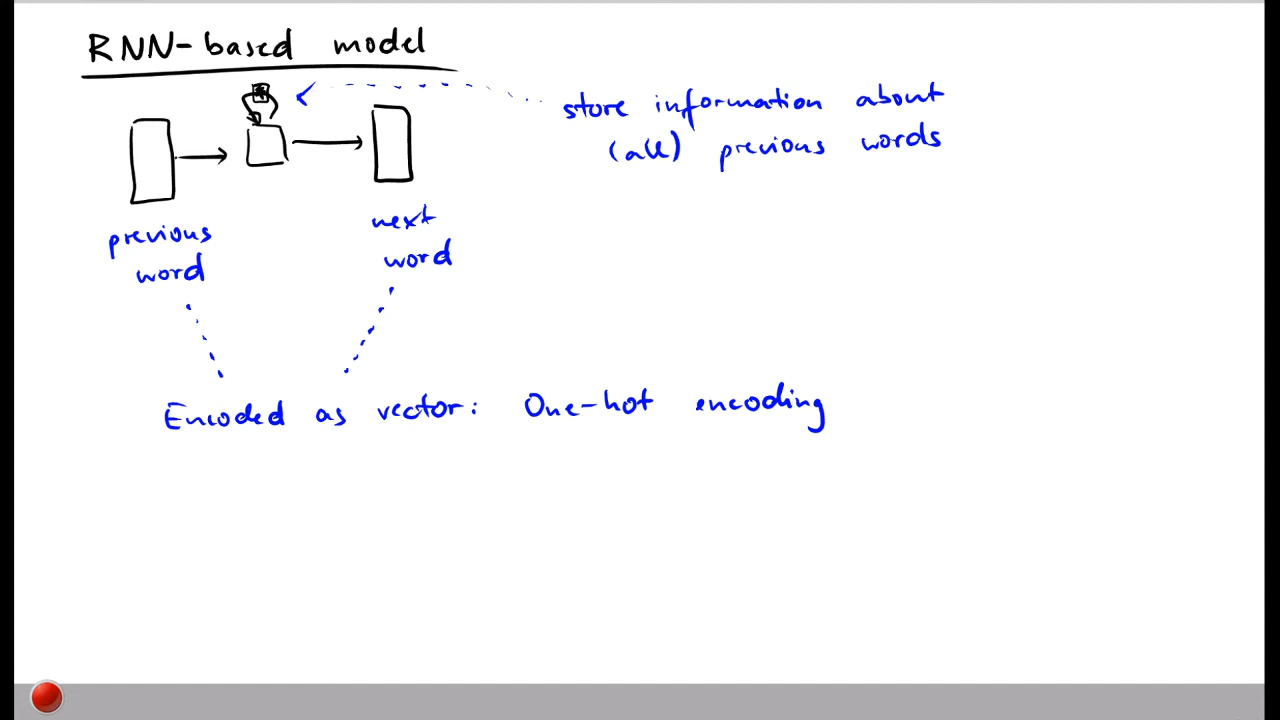 RNN-based model
store information about
(all) previous words
previous
word
next
word
Encoded as vector: One-hot encoding